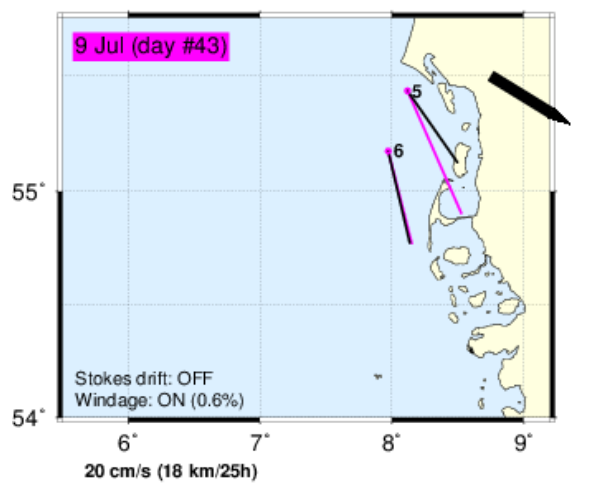 9 Jul (day #43)
5
6
55°
Stokes drift: OFF
Windage: ON (0.6%)
54°
6° 7° 8° 9°
20 cm/s (18 km/25h)